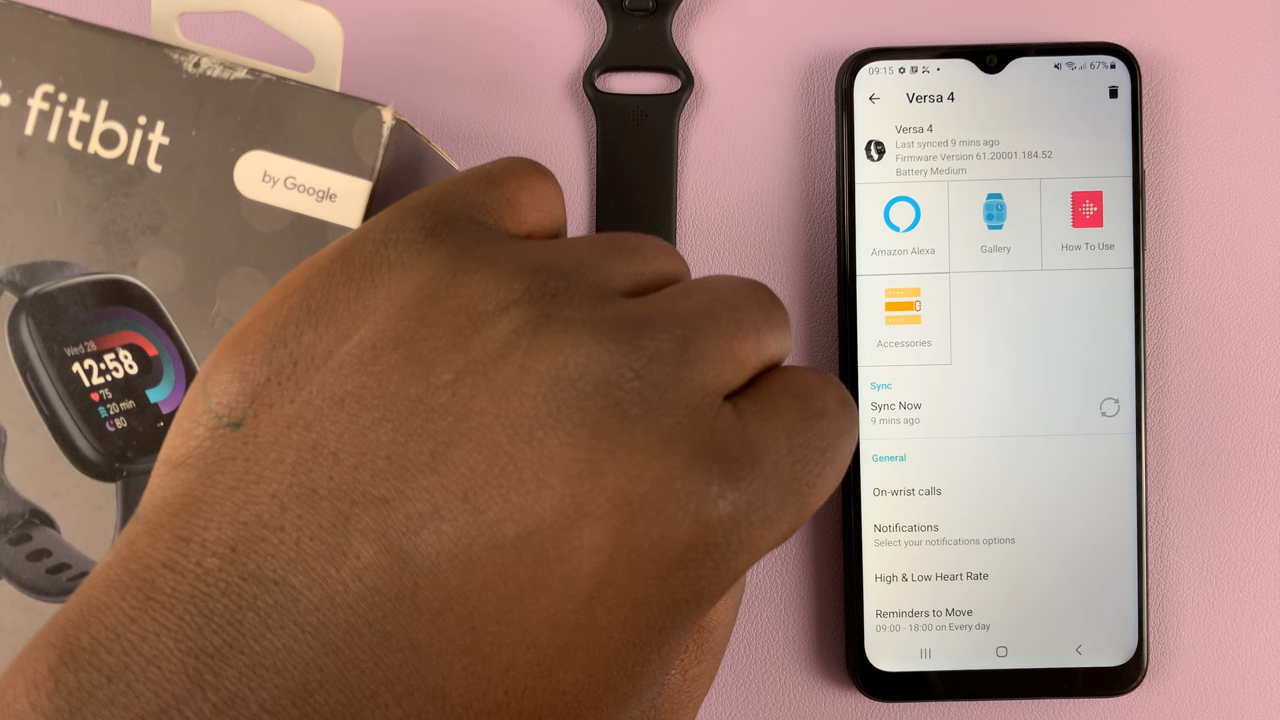 fitbit
by Google
Wed 28
12:58
75
20 min
80
09:15
67%
Versa 4
Versa 4
Last synced 9 mins ago
Firmware Version 61.20001.184.52
Battery Medium
Amazon Alexa
Gallery
How To Use
Accessories
Sync
Sync Now
9 mins ago
General
On-wrist calls
Notifications
Select your notifications options
High & Low Heart Rate
Reminders to Move
09:00 - 18:00 on Every day